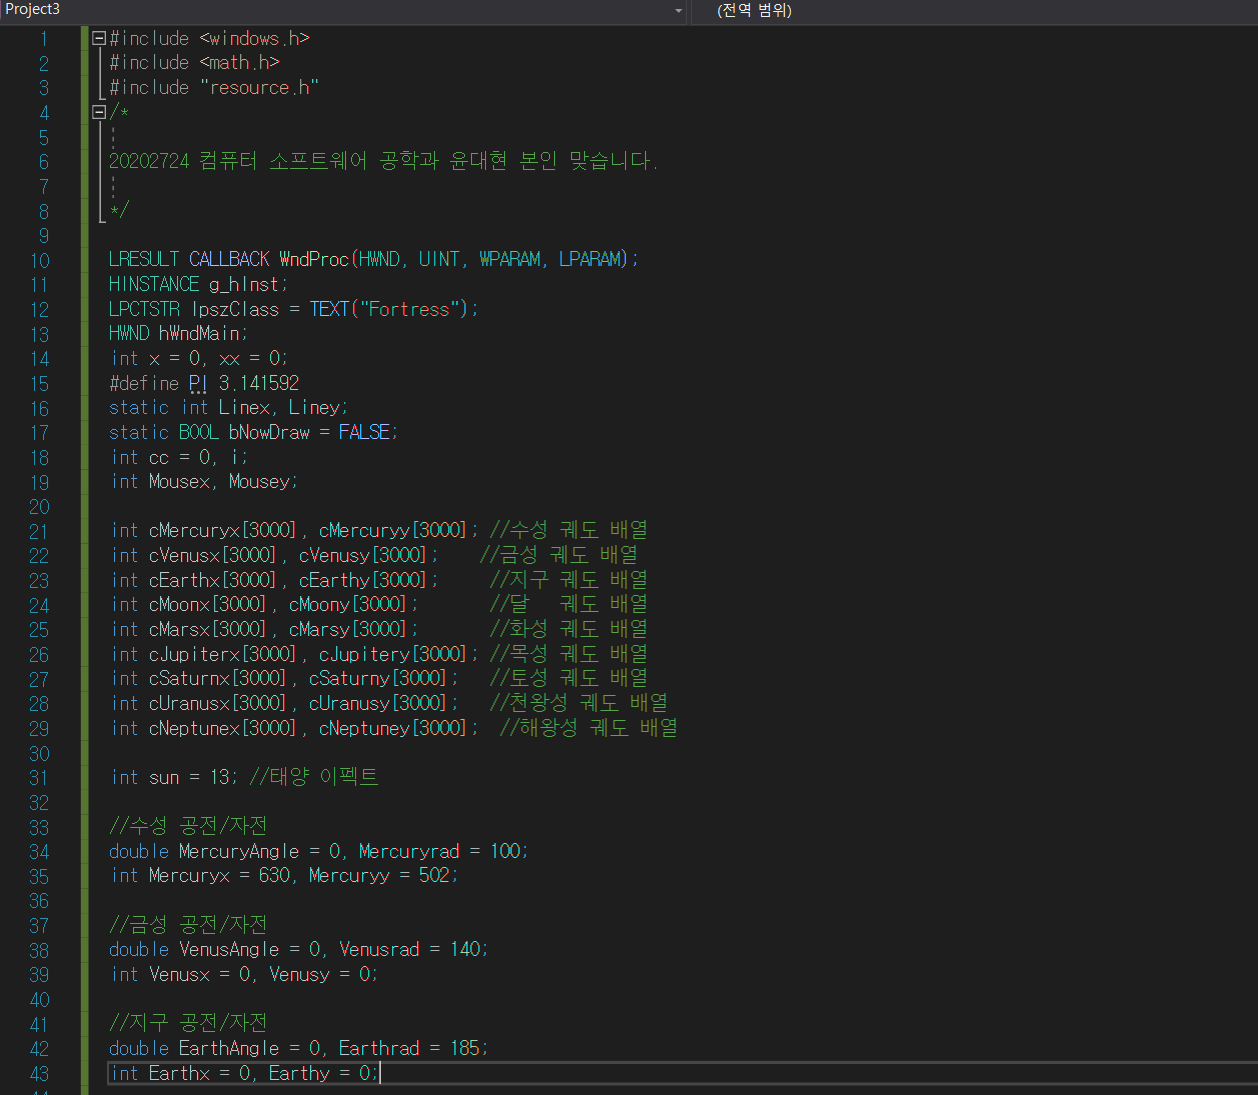 Project3
(전역 범위)
1 #include <windows.h>
2 #include <math.h>
3 #include "resource.h"
4 /*
5
6 20202724 컴퓨터 소프트웨어 공학과 윤대현 본인 맞습니다.
7
8 */
9
10 LRESULT CALLBACK WndProc(HWND, UINT, WPARAM, LPARAM);
11 HINSTANCE g_hInst;
12 LPCTSTR lpszClass = TEXT("Fortress");
13 HWND hWndMain;
14 int x = 0, xx = 0;
15 #define PI 3.141592
16 static int Linex, Liney;
17 static BOOL bNowDraw = FALSE;
18 int cc = 0, i;
19 int Mousex, Mousey;
20
21 int cMercuryx[3000], cMercuryy[3000]; //수성 궤도 배열
22 int cVenusx[3000], cVenusy[3000]; //금성 궤도 배열
23 int cEarthx[3000], cEarthy[3000]; //지구 궤도 배열
24 int cMoonx[3000], cMoony[3000]; //달 궤도 배열
25 int cMarsx[3000], cMarsy[3000]; //화성 궤도 배열
26 int cJupiterx[3000], cJupitery[3000]; //목성 궤도 배열
27 int cSaturnx[3000], cSaturny[3000]; //토성 궤도 배열
28 int cUranusx[3000], cUranusy[3000]; //천왕성 궤도 배열
29 int cNeptunex[3000], cNeptuney[3000]; //해왕성 궤도 배열
30
31 int sun = 13; //태양 이펙트
32
33 //수성 공전/자전
34 double MercuryAngle = 0, Mercuryrad = 100;
35 int Mercuryx = 630, Mercuryy = 502;
36
37 //금성 공전/자전
38 double VenusAngle = 0, Venusrad = 140;
39 int Venusx = 0, Venusy = 0;
40
41 //지구 공전/자전
42 double EarthAngle = 0, Earthrad = 185;
43 int Earthx = 0, Earthy = 0;